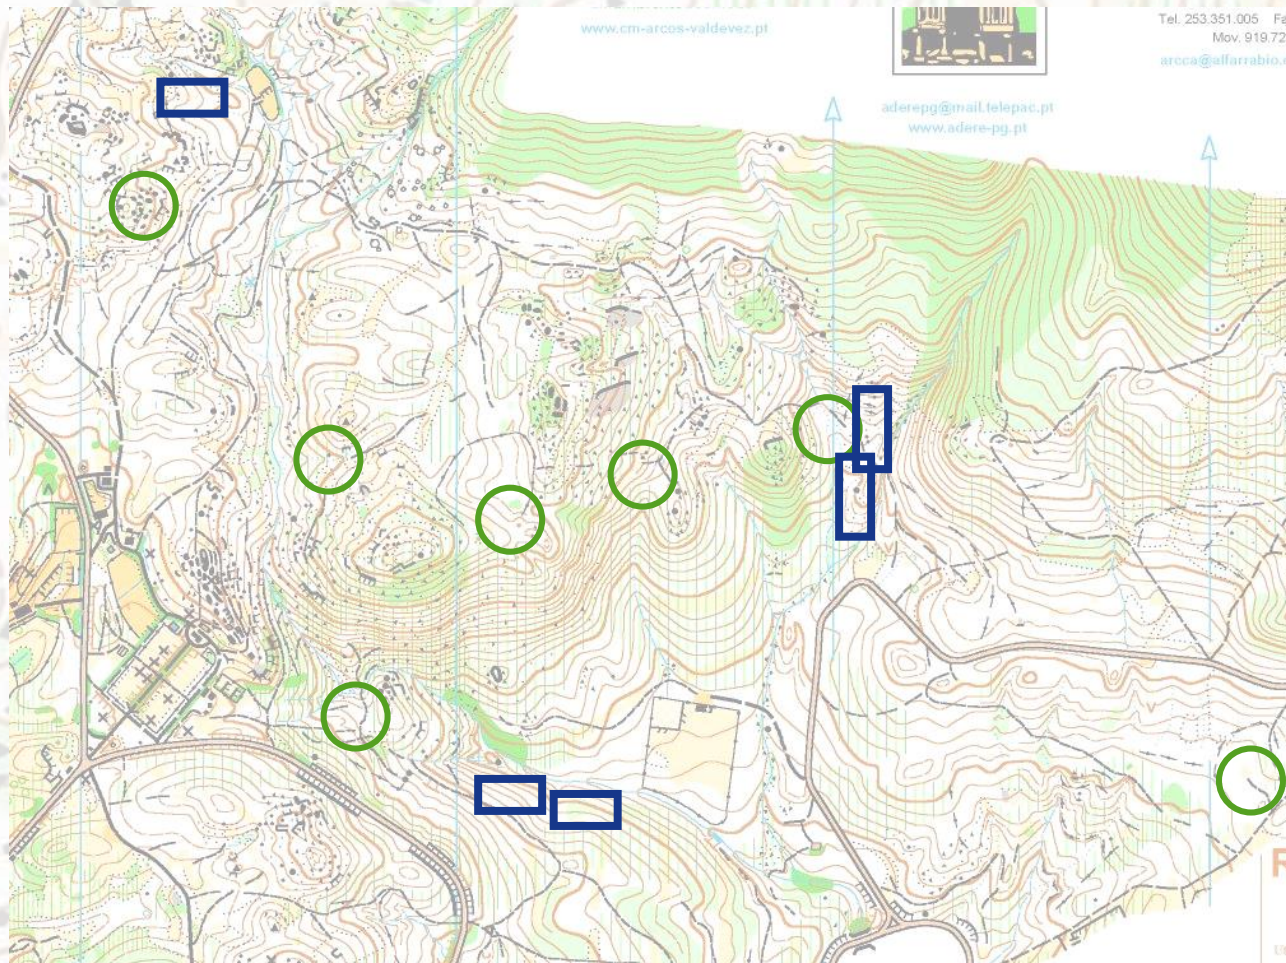 www.cm-arcos-valdevez.pt
Tel. 253.351.005
Mov. 919.72
arcca@alfarrabio.
aderepg@mail.telepac.pt
www.adere-pg.pt